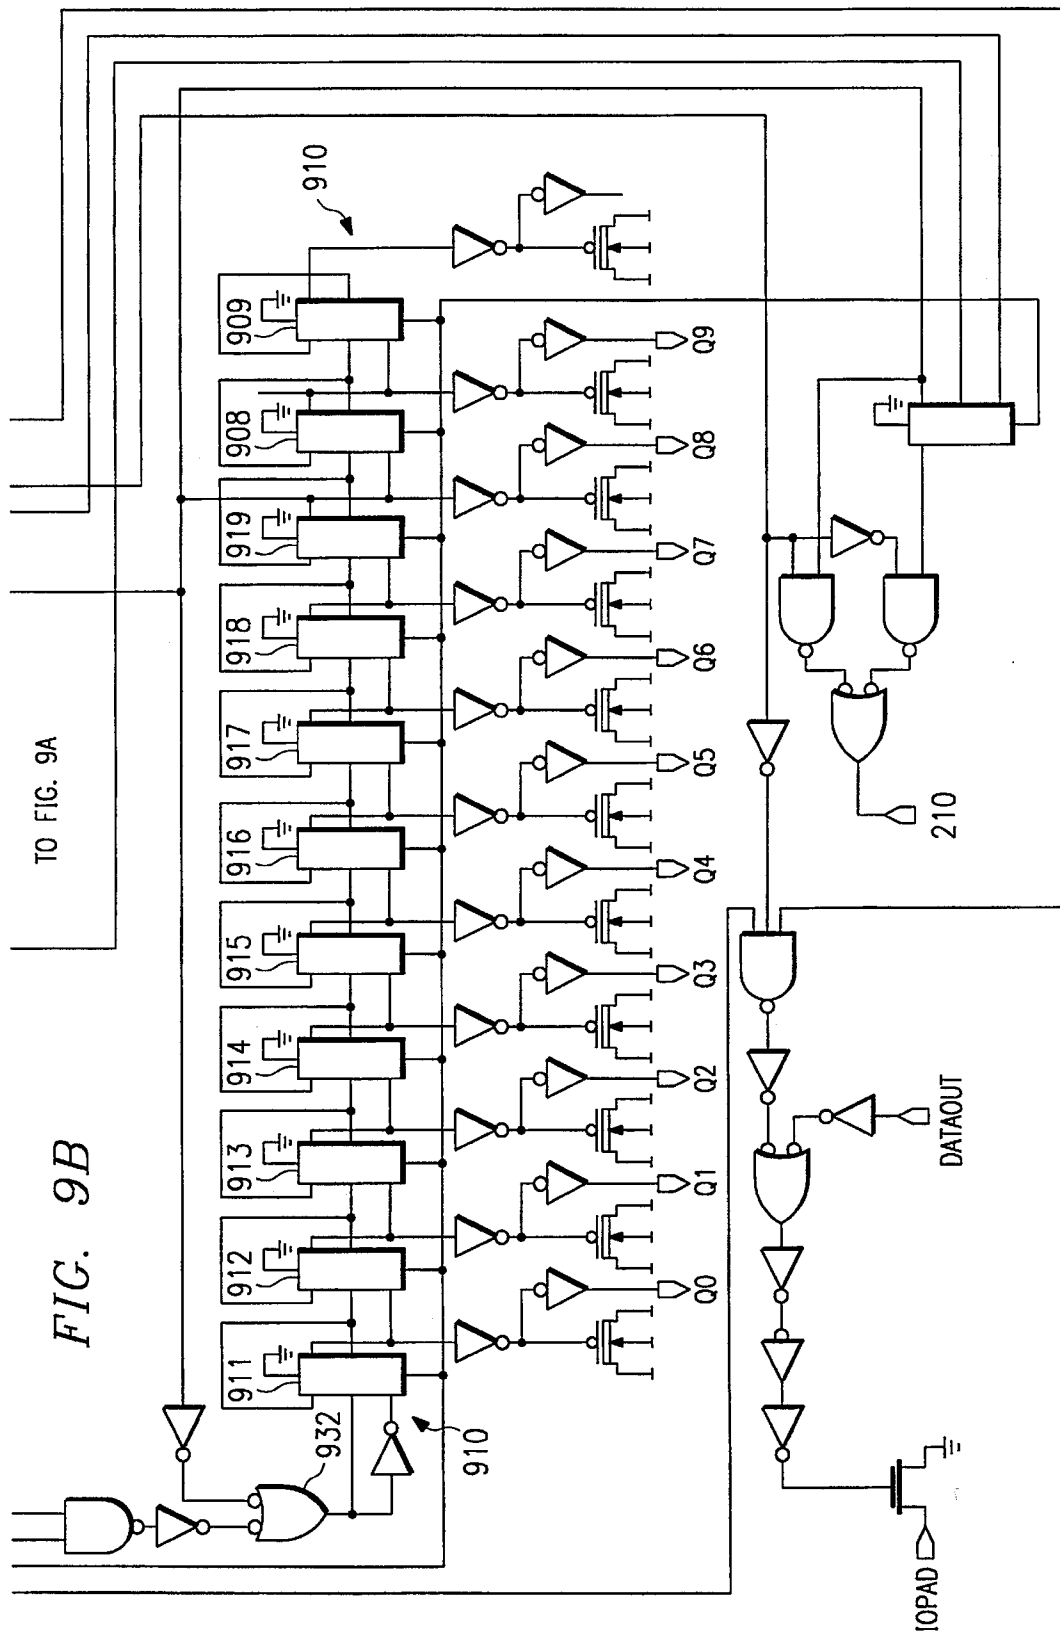 FIG. 9B
TO FIG. 9A
911
912
913
914
915
916
917
918
919
908
909
910
932
910
Q0
Q1
Q2
Q3
Q4
Q5
Q6
Q7
Q8
Q9
210
DATAOUT
IOPAD